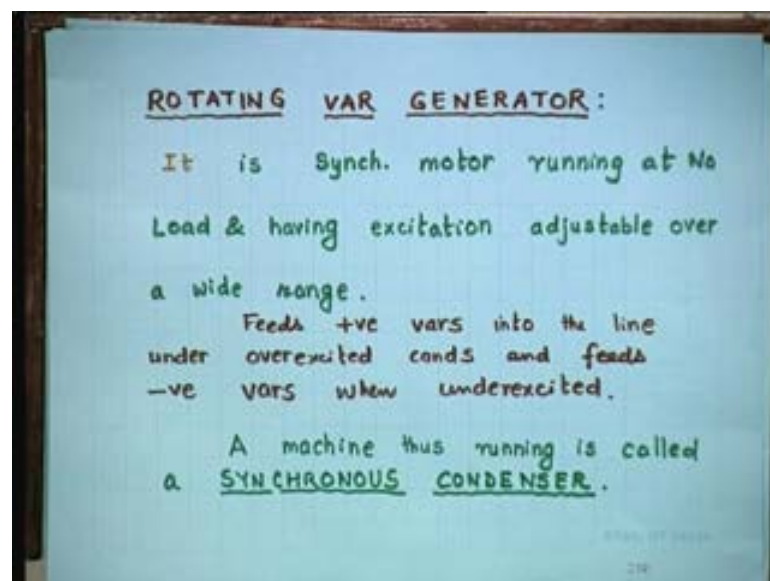 ROTATING VAR GENERATOR:
It is Synch. motor running at No
Load & having excitation adjustable over
a wide range.
Feeds +ve vars into the line
under overexcited conds and feeds
-ve vars when underexcited.
A machine thus running is called
a SYNCHRONOUS CONDENSER.